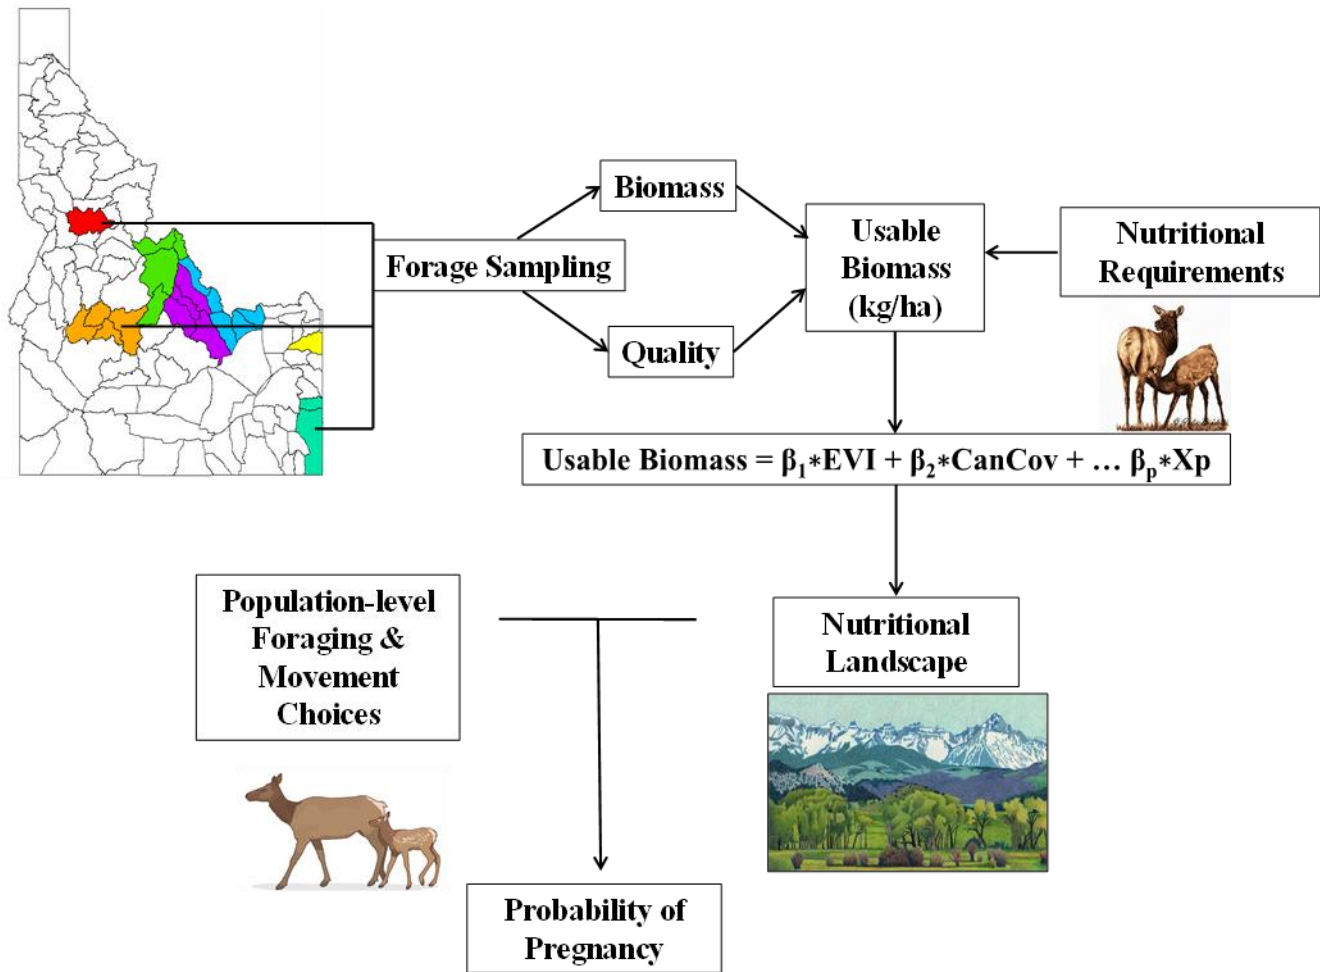 Biomass
Forage Sampling
Quality
Usable
Biomass
(kg/ha)
Nutritional
Requirements
Usable Biomass = β₁*EVI + β₂*CanCov + … βₚ*Xp
Population-level
Foraging &
Movement
Choices
Nutritional
Landscape
Probability of
Pregnancy